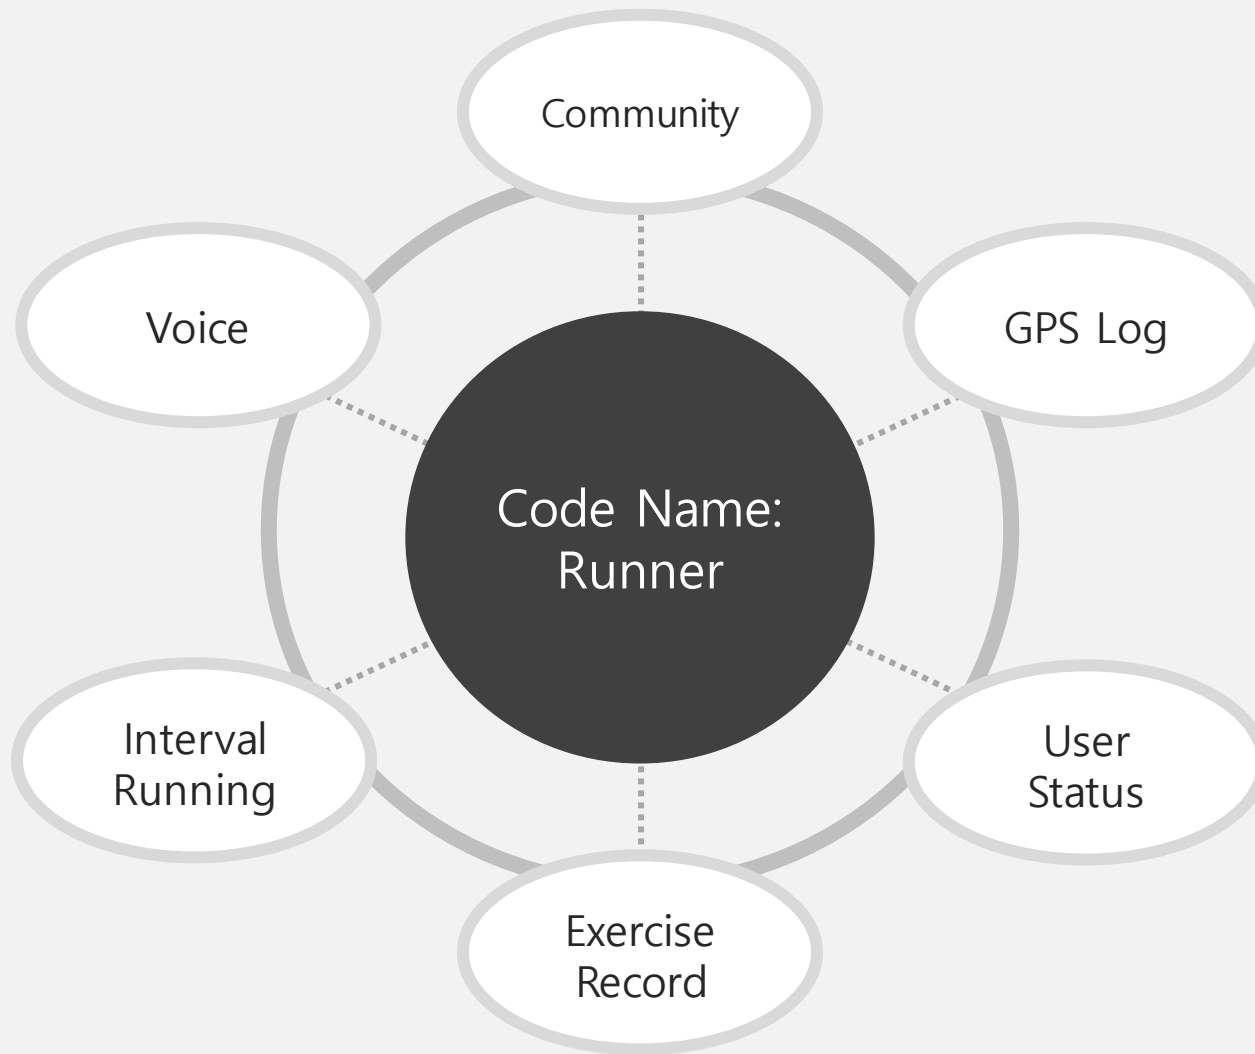 Community
Voice
GPS Log
Code Name:
Runner
Interval
Running
User
Status
Exercise
Record